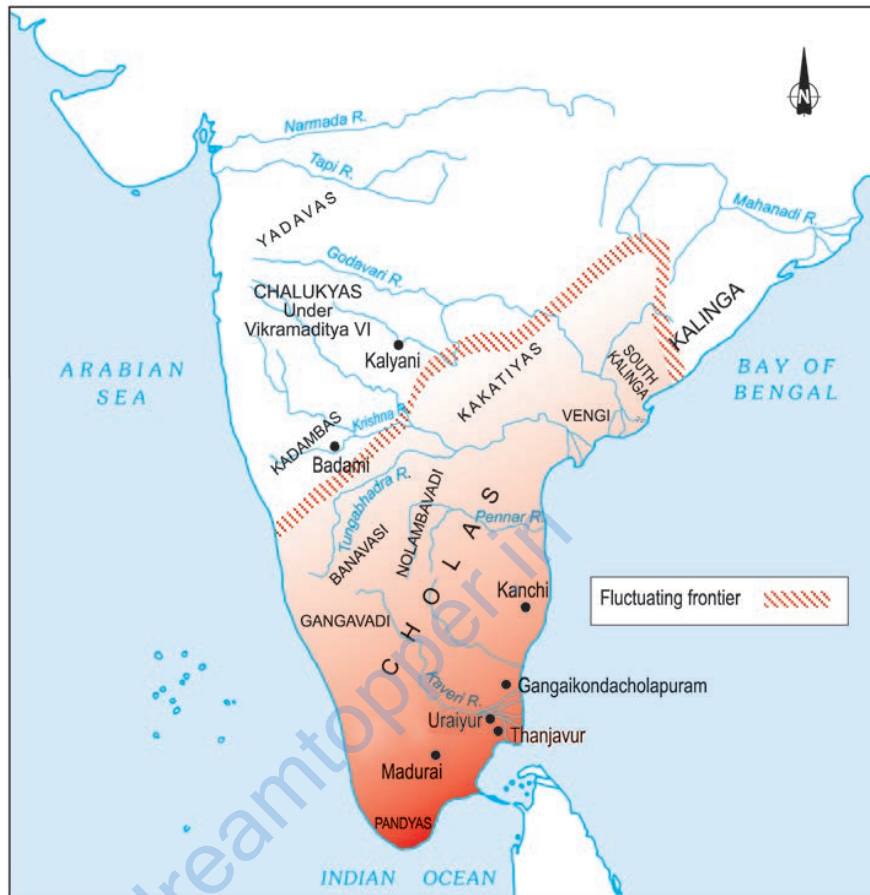 N
Narmada R.
Tapi R.
Mahanadi R.
YADAVAS
Godavari R.
CHALUKYAS
Under
Vikramaditya VI
KALINGA
Kalyani
ARABIAN
SEA
BAY OF
BENGAL
SOUTH
KALINGA
KAKATIYAS
VENGI
KADAMBAS
Krishna R.
Badami
Tungabhadra R.
NOLAMBAVADI
Pennar R.
BANAVASI
CHOLAS
Kanchi
Fluctuating frontier
GANGAVADI
Kaveri R.
Gangaikondacholapuram
Uraiyur
Thanjavur
Madurai
PANDYAS
INDIAN OCEAN
dreamtopper.in